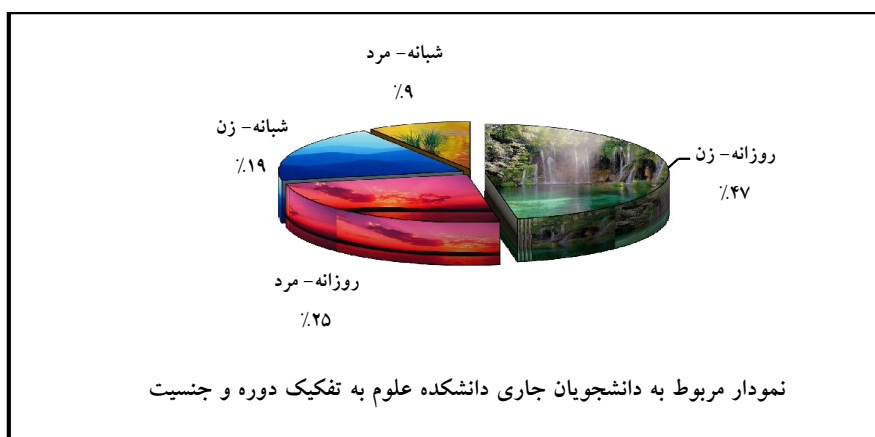 شبانه- مرد
٪۹
شبانه- زن
٪۱۹
روزانه- زن
٪۴۷
روزانه- مرد
٪۲۵
نمودار مربوط به دانشجویان جاری دانشکده علوم به تفکیک دوره و جنسیت